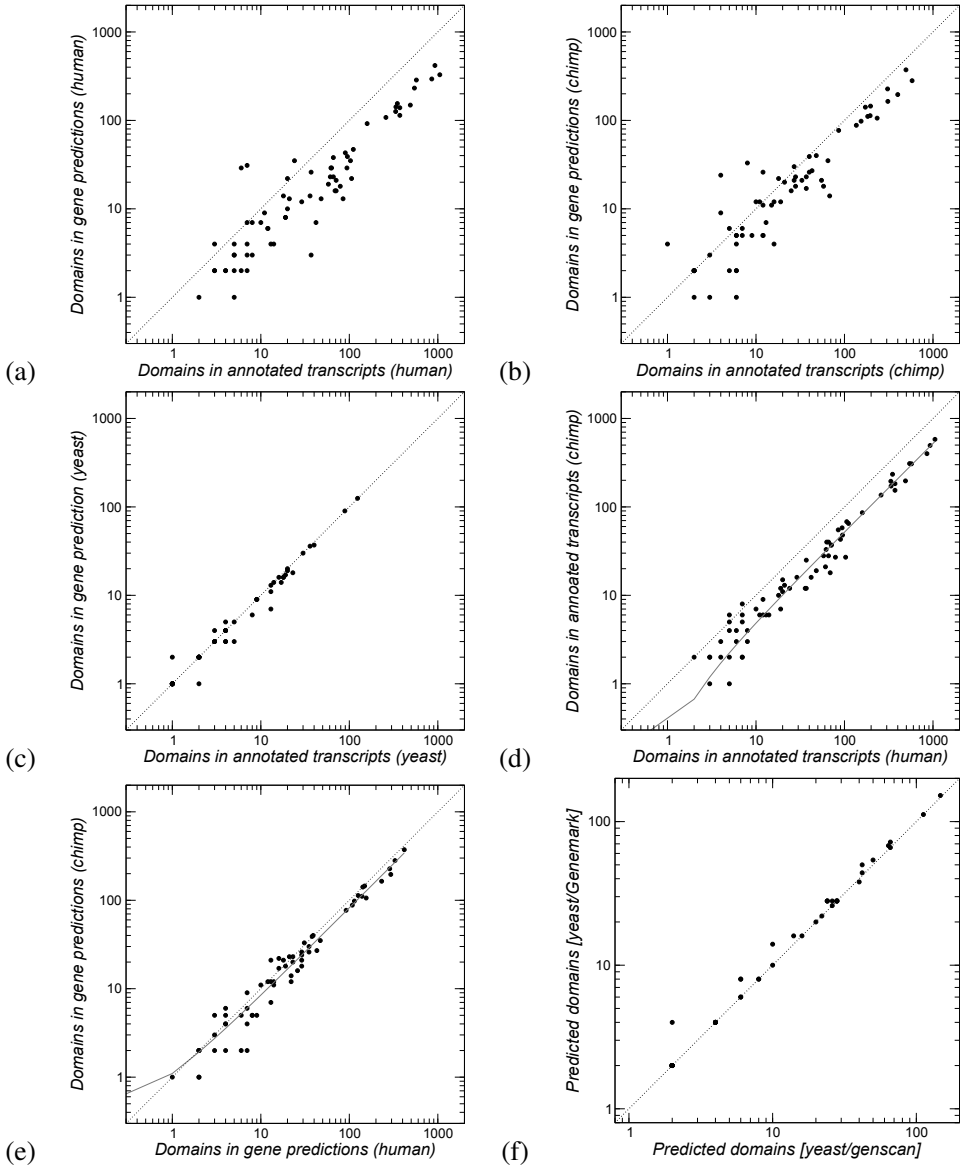 1000
100
10
1
1 10 100 1000
Domains in gene predictions (human)
Domains in annotated transcripts (human)
(a)
1000
100
10
1
1 10 100 1000
Domains in gene predictions (chimp)
Domains in annotated transcripts (chimp)
(b)
1000
100
10
1
1 10 100 1000
Domains in gene prediction (yeast)
Domains in annotated transcripts (yeast)
(c)
1000
100
10
1
1 10 100 1000
Domains in annoated transcripts (chimp)
Domains in annotated transcripts (human)
(d)
1000
100
10
1
1 10 100 1000
Domains in gene predictions (chimp)
Domains in gene predictions (human)
(e)
100
10
1
1 10 100
Predicted domains [yeast/Genemark]
Predicted domains [yeast/genscan]
(f)